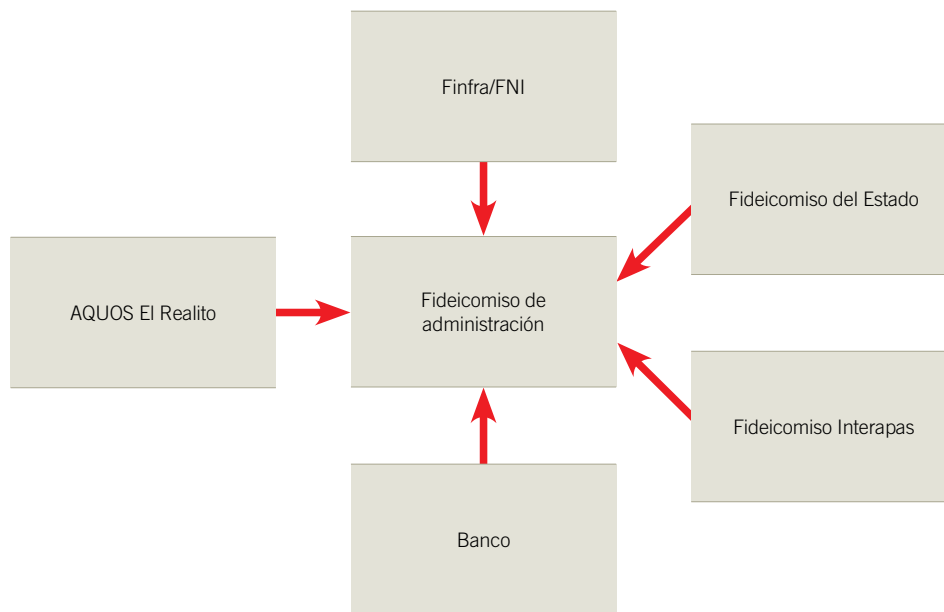 Finfra/FNI
Fideicomiso del Estado
AQUOS El Realito
Fideicomiso de
administración
Fideicomiso Interapas
Banco